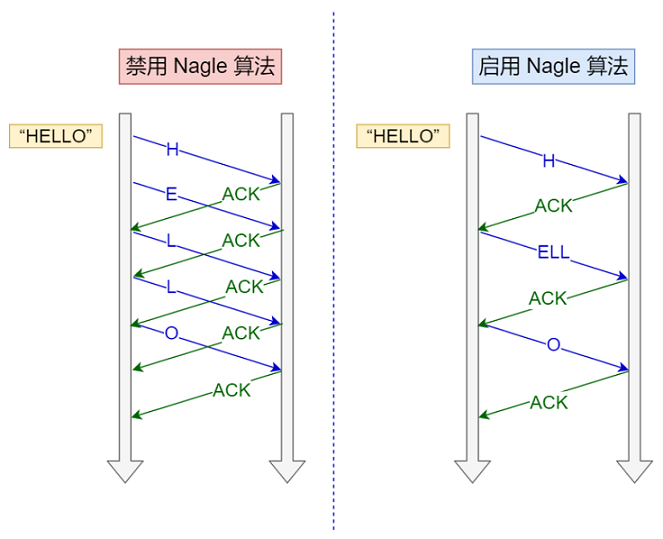 禁用 Nagle 算法
“HELLO”
H
ACK
E
ACK
L
ACK
L
ACK
O
ACK
启用 Nagle 算法
“HELLO”
H
ACK
ELL
ACK
O
ACK